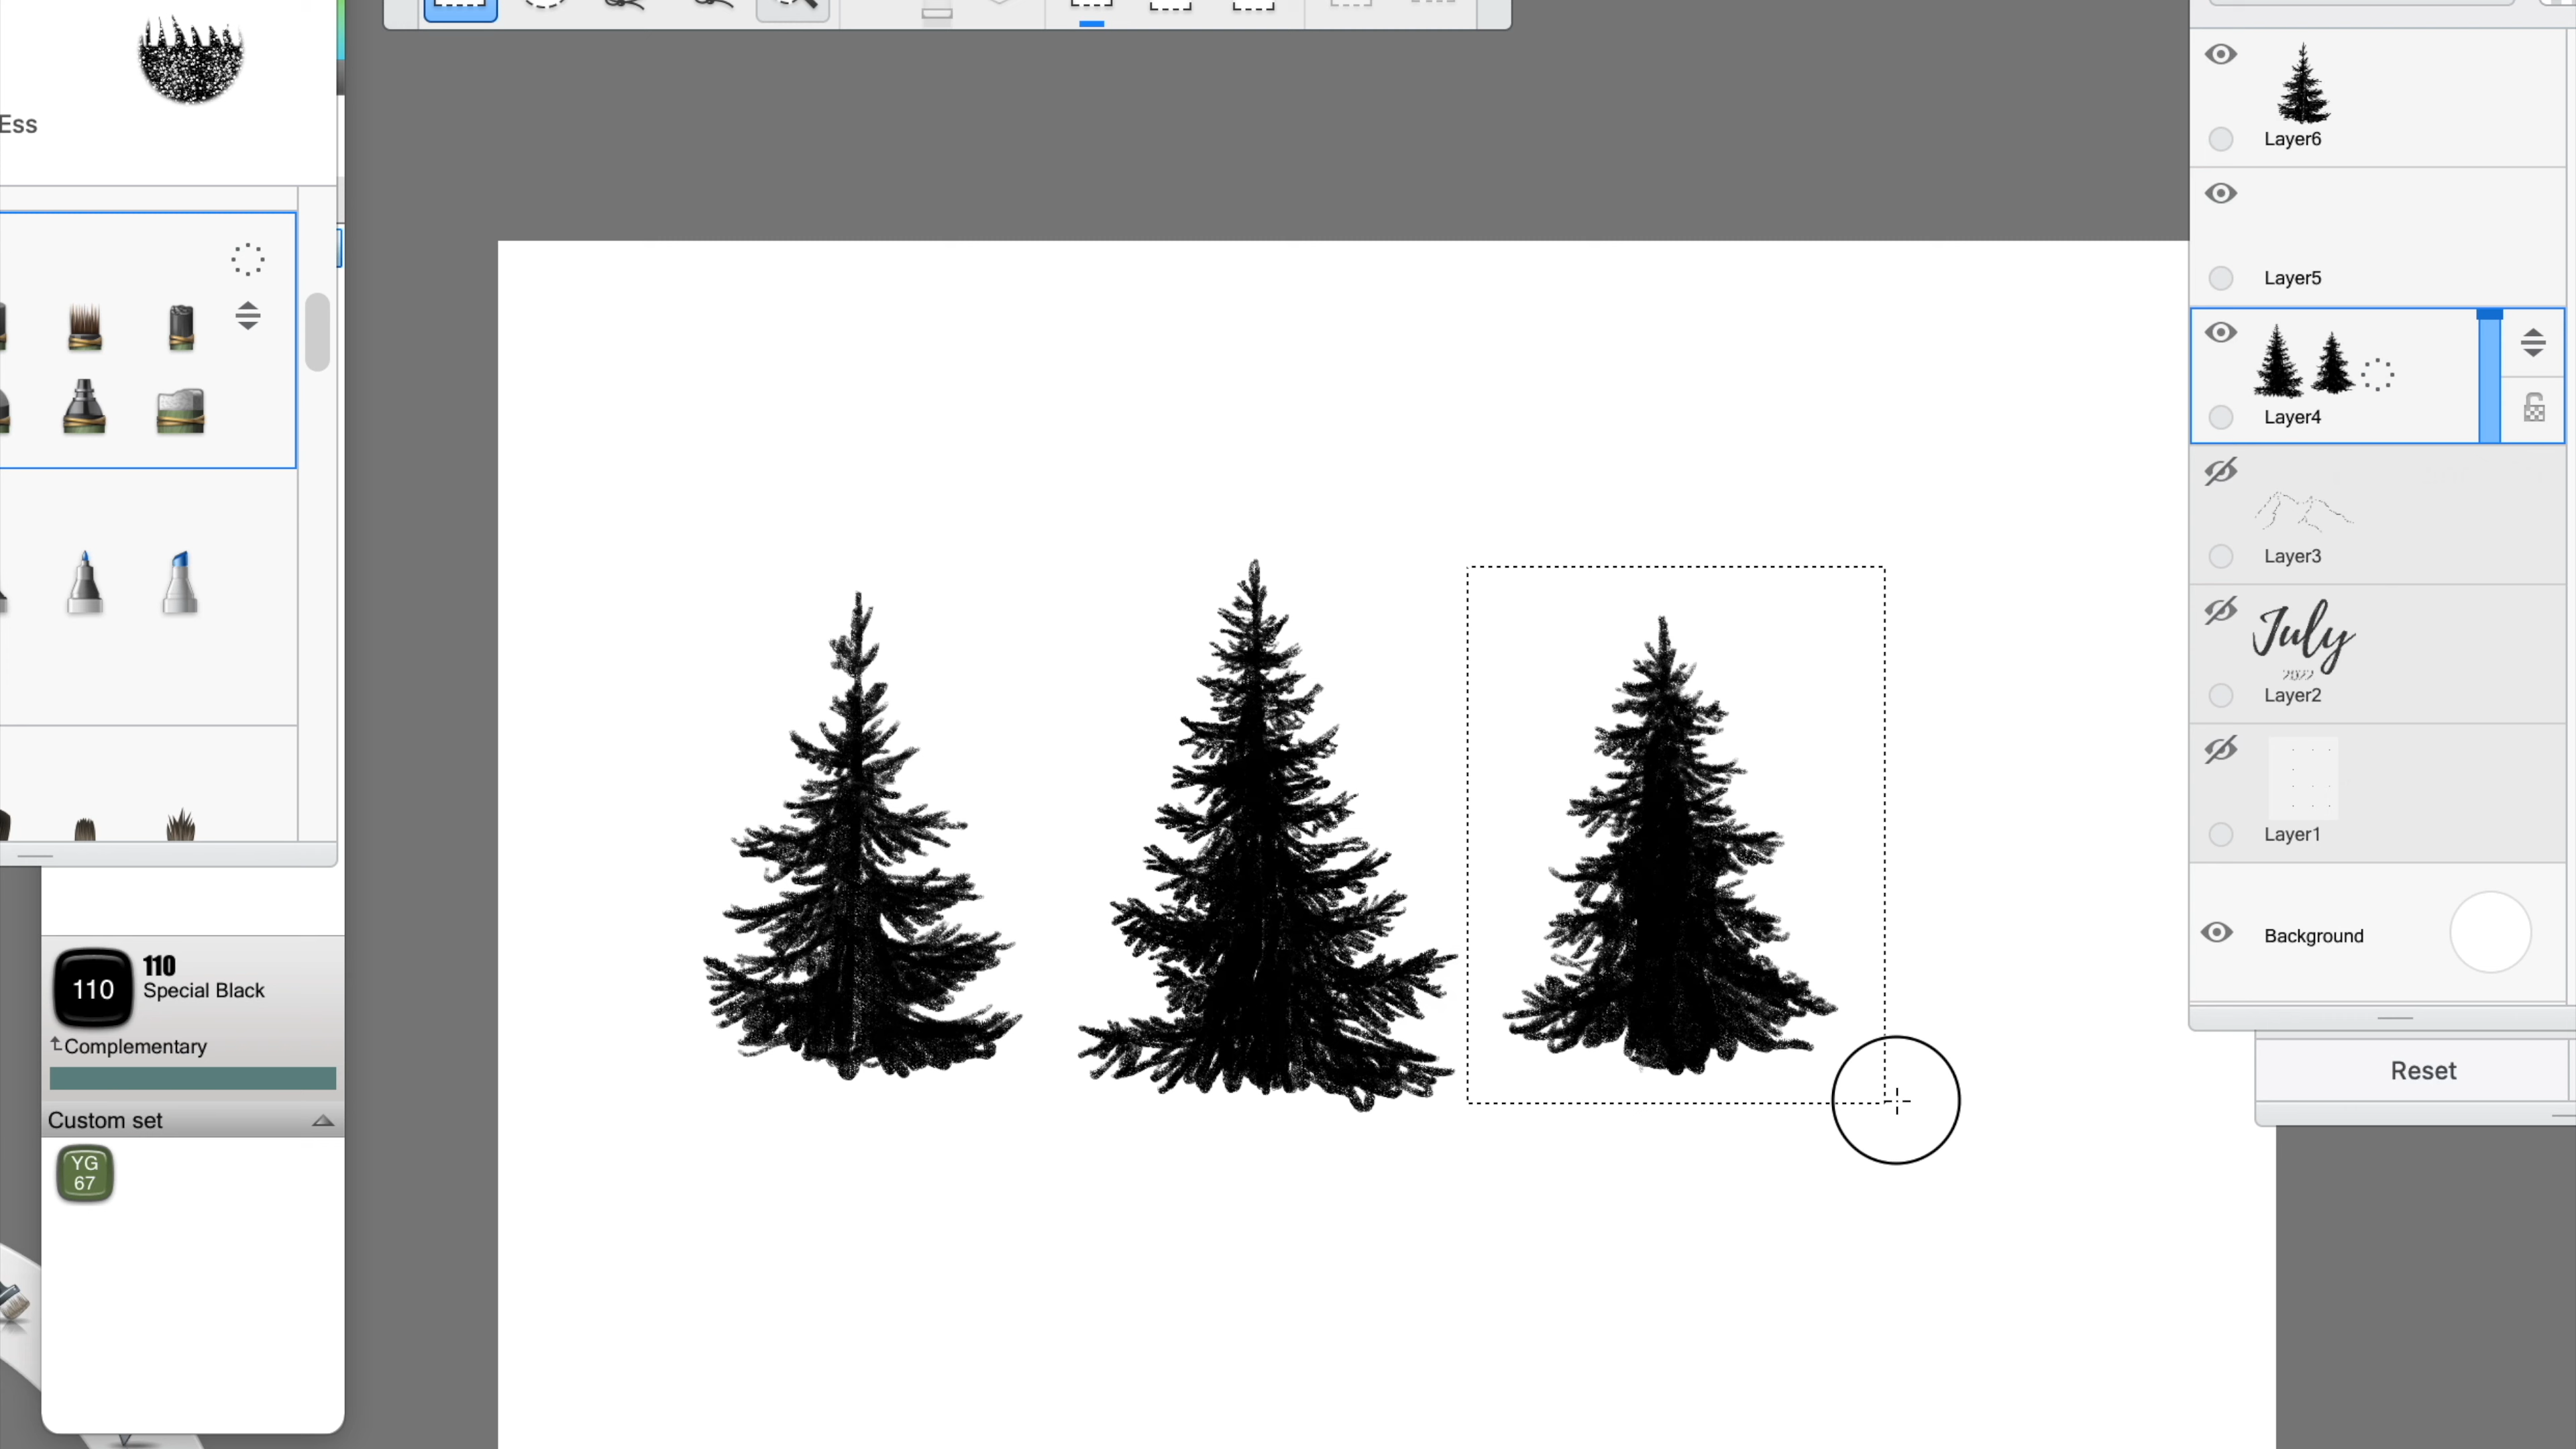 Ess
110
110
Special Black
Complementary
Custom set
YG
67
Layer6
Layer5
Layer4
Layer3
July
2022
Layer2
Layer1
Background
Reset